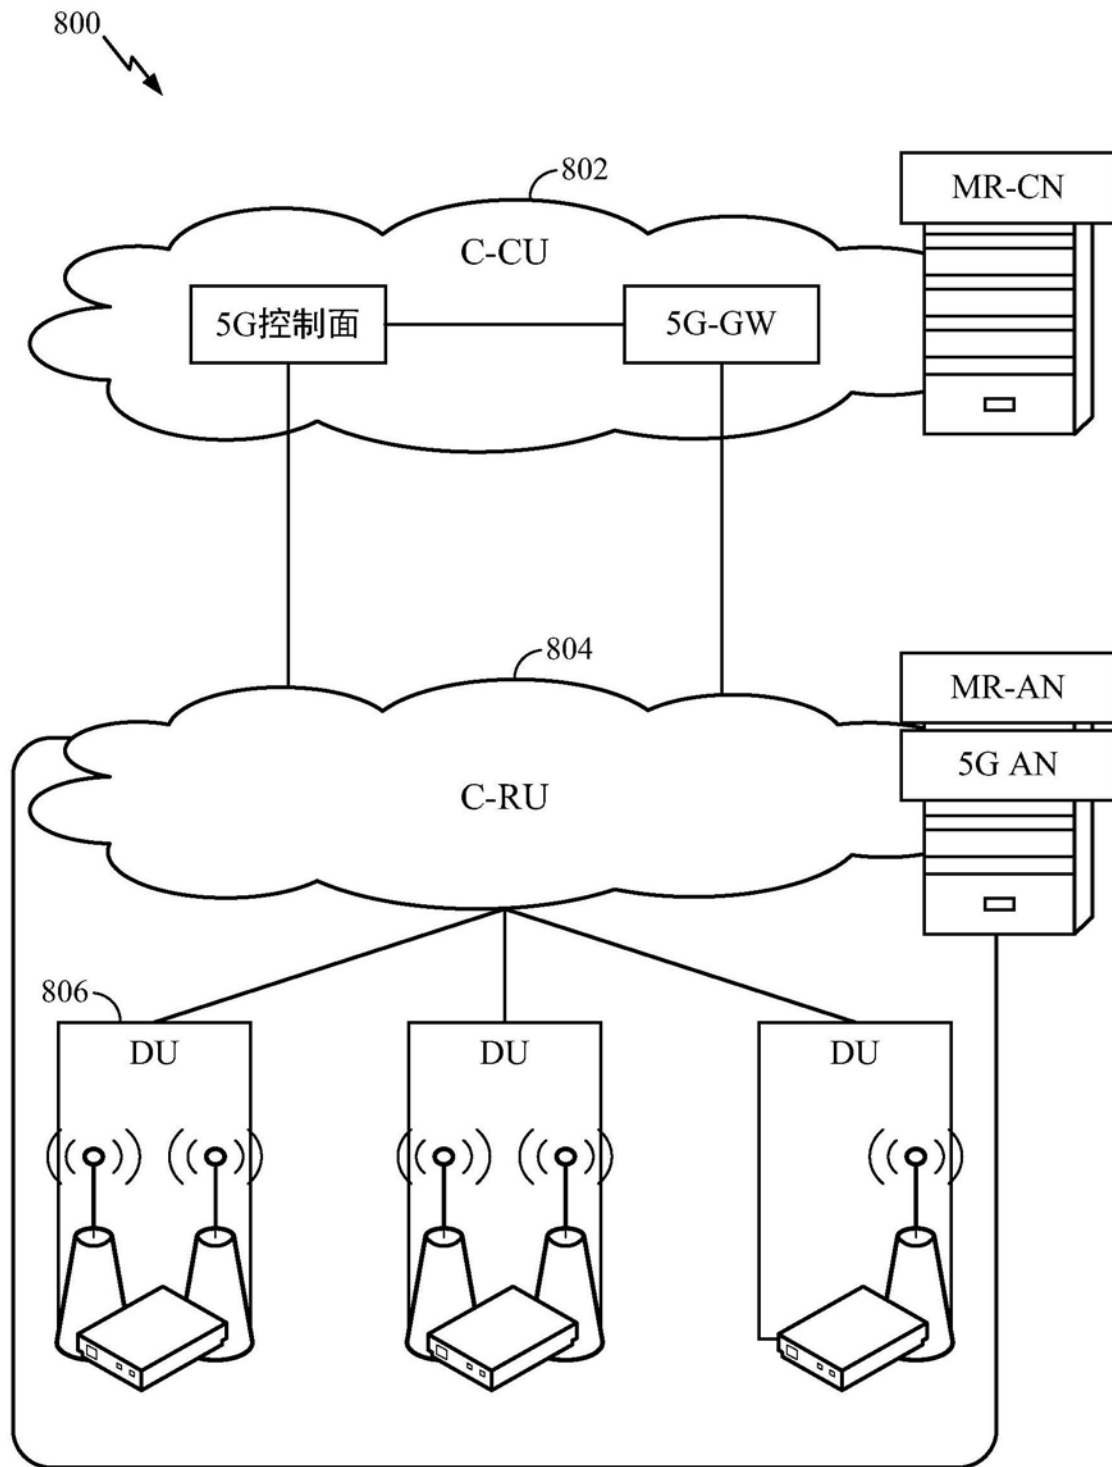 800
802
MR-CN
C-CU
5G控制面
5G-GW
804
MR-AN
5G AN
C-RU
806
DU
DU
DU